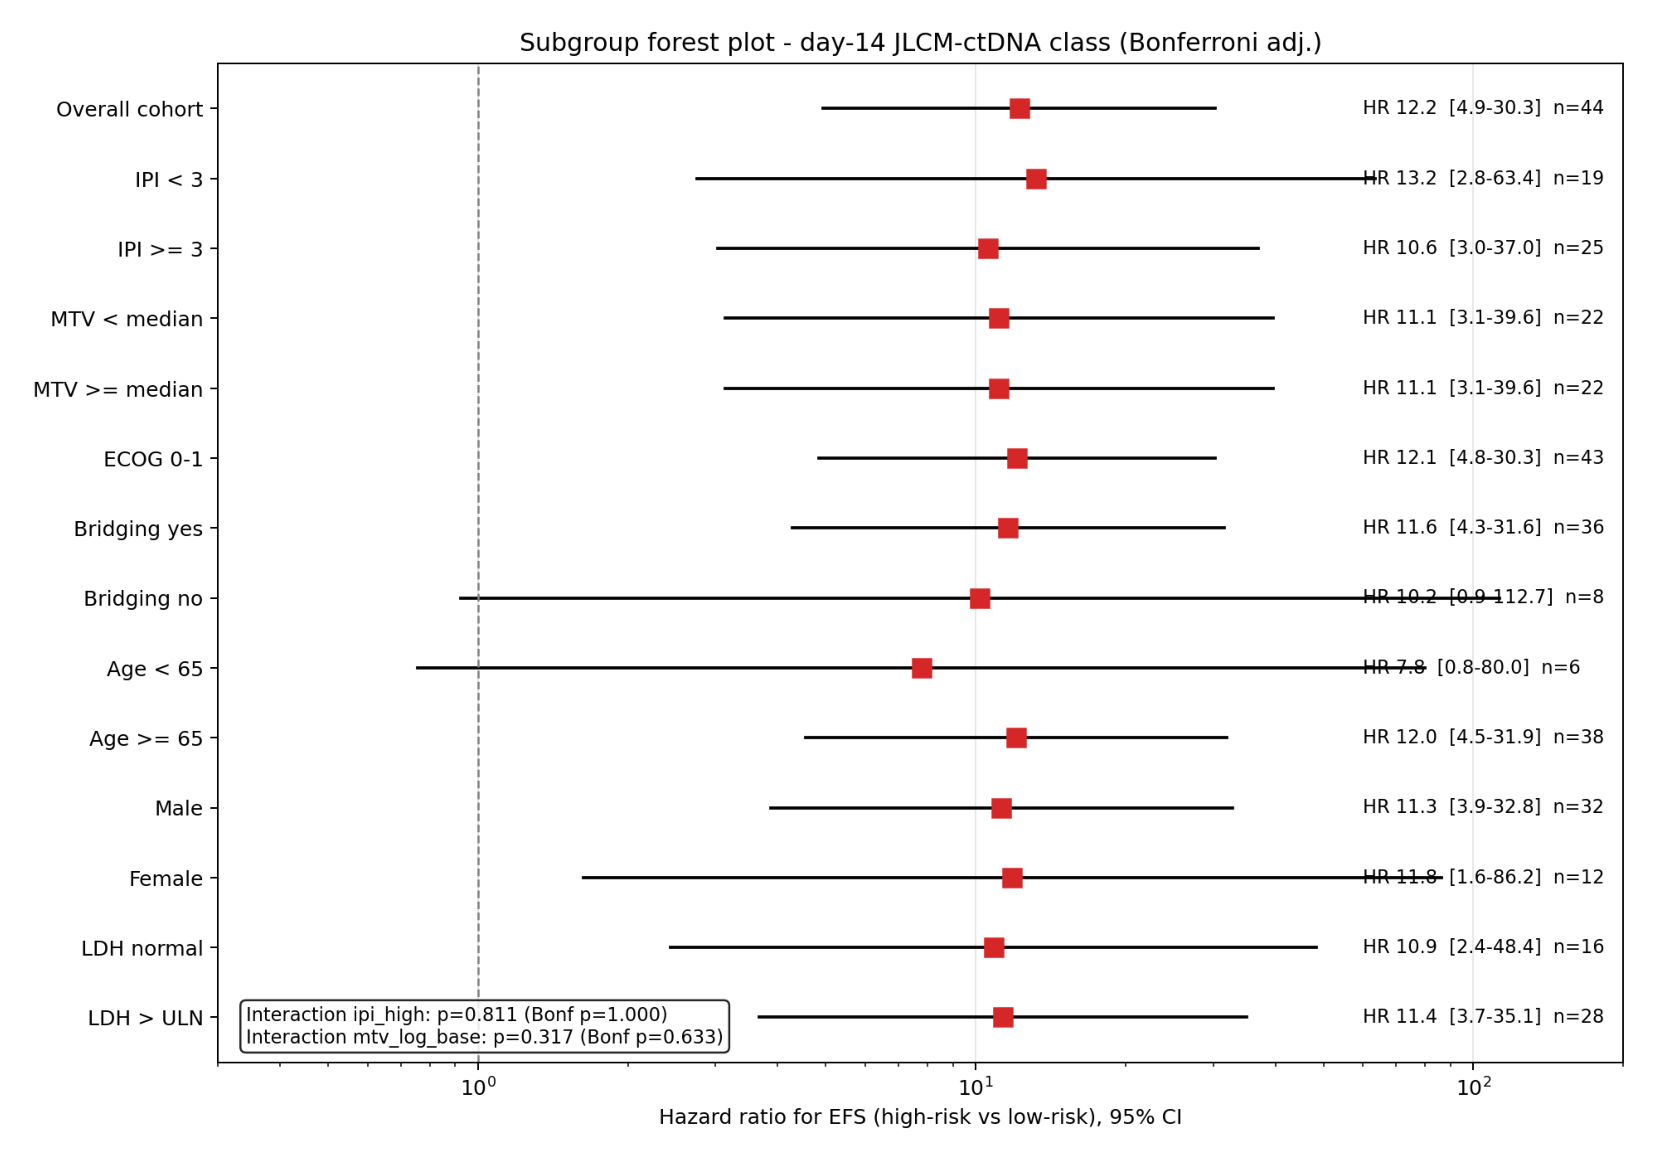 Subgroup forest plot - day-14 JLCM-ctDNA class (Bonferroni adj.)
Overall cohort HR 12.2 [4.9-30.3] n=44
IPI < 3 HR 13.2 [2.8-63.4] n=19
IPI >= 3 HR 10.6 [3.0-37.0] n=25
MTV < median HR 11.1 [3.1-39.6] n=22
MTV >= median HR 11.1 [3.1-39.6] n=22
ECOG 0-1 HR 12.1 [4.8-30.3] n=43
Bridging yes HR 11.6 [4.3-31.6] n=36
Bridging no HR 10.2 [0.9-112.7] n=8
Age < 65 HR 7.8 [0.8-80.0] n=6
Age >= 65 HR 12.0 [4.5-31.9] n=38
Male HR 11.3 [3.9-32.8] n=32
Female HR 11.8 [1.6-86.2] n=12
LDH normal HR 10.9 [2.4-48.4] n=16
LDH > ULN HR 11.4 [3.7-35.1] n=28
Interaction ipi_high: p=0.811 (Bonf p=1.000)
Interaction mtv_log_base: p=0.317 (Bonf p=0.633)
10⁰ 10¹ 10²
Hazard ratio for EFS (high-risk vs low-risk), 95% CI